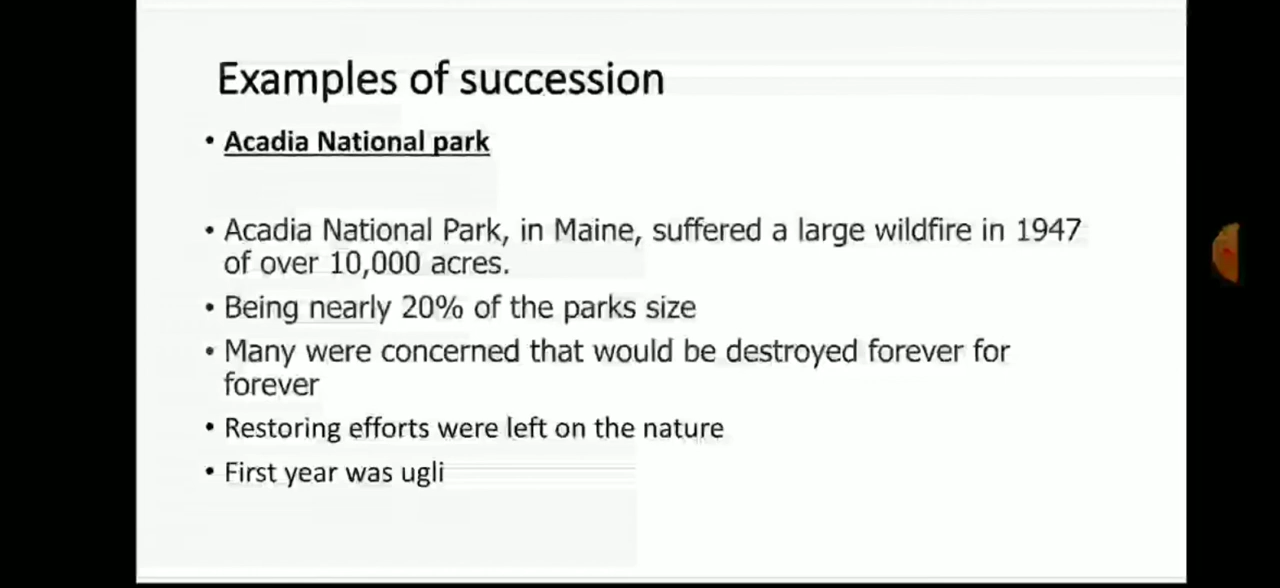 Examples of succession
• Acadia National park
• Acadia National Park, in Maine, suffered a large wildfire in 1947
of over 10,000 acres.
• Being nearly 20% of the parks size
• Many were concerned that would be destroyed forever for
forever
• Restoring efforts were left on the nature
• First year was ugli